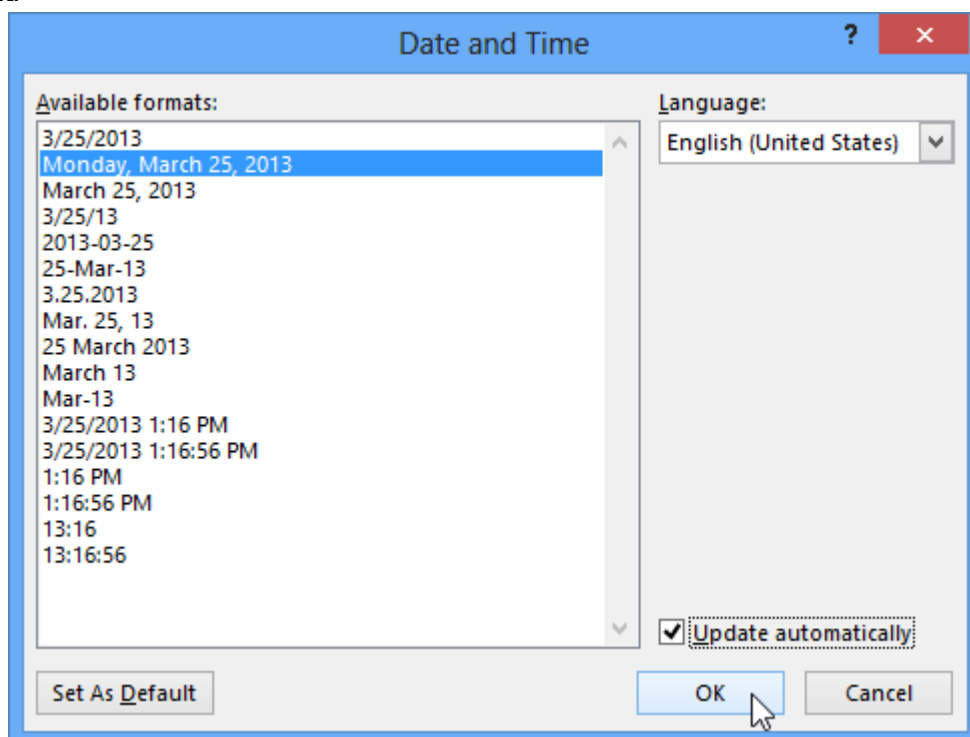 Date and Time
?
Available formats:
Language:
3/25/2013
English (United States)
Monday, March 25, 2013
March 25, 2013
3/25/13
2013-03-25
25-Mar-13
3.25.2013
Mar. 25, 13
25 March 2013
March 13
Mar-13
3/25/2013 1:16 PM
3/25/2013 1:16:56 PM
1:16 PM
1:16:56 PM
13:16
13:16:56
Update automatically
Set As Default
OK
Cancel